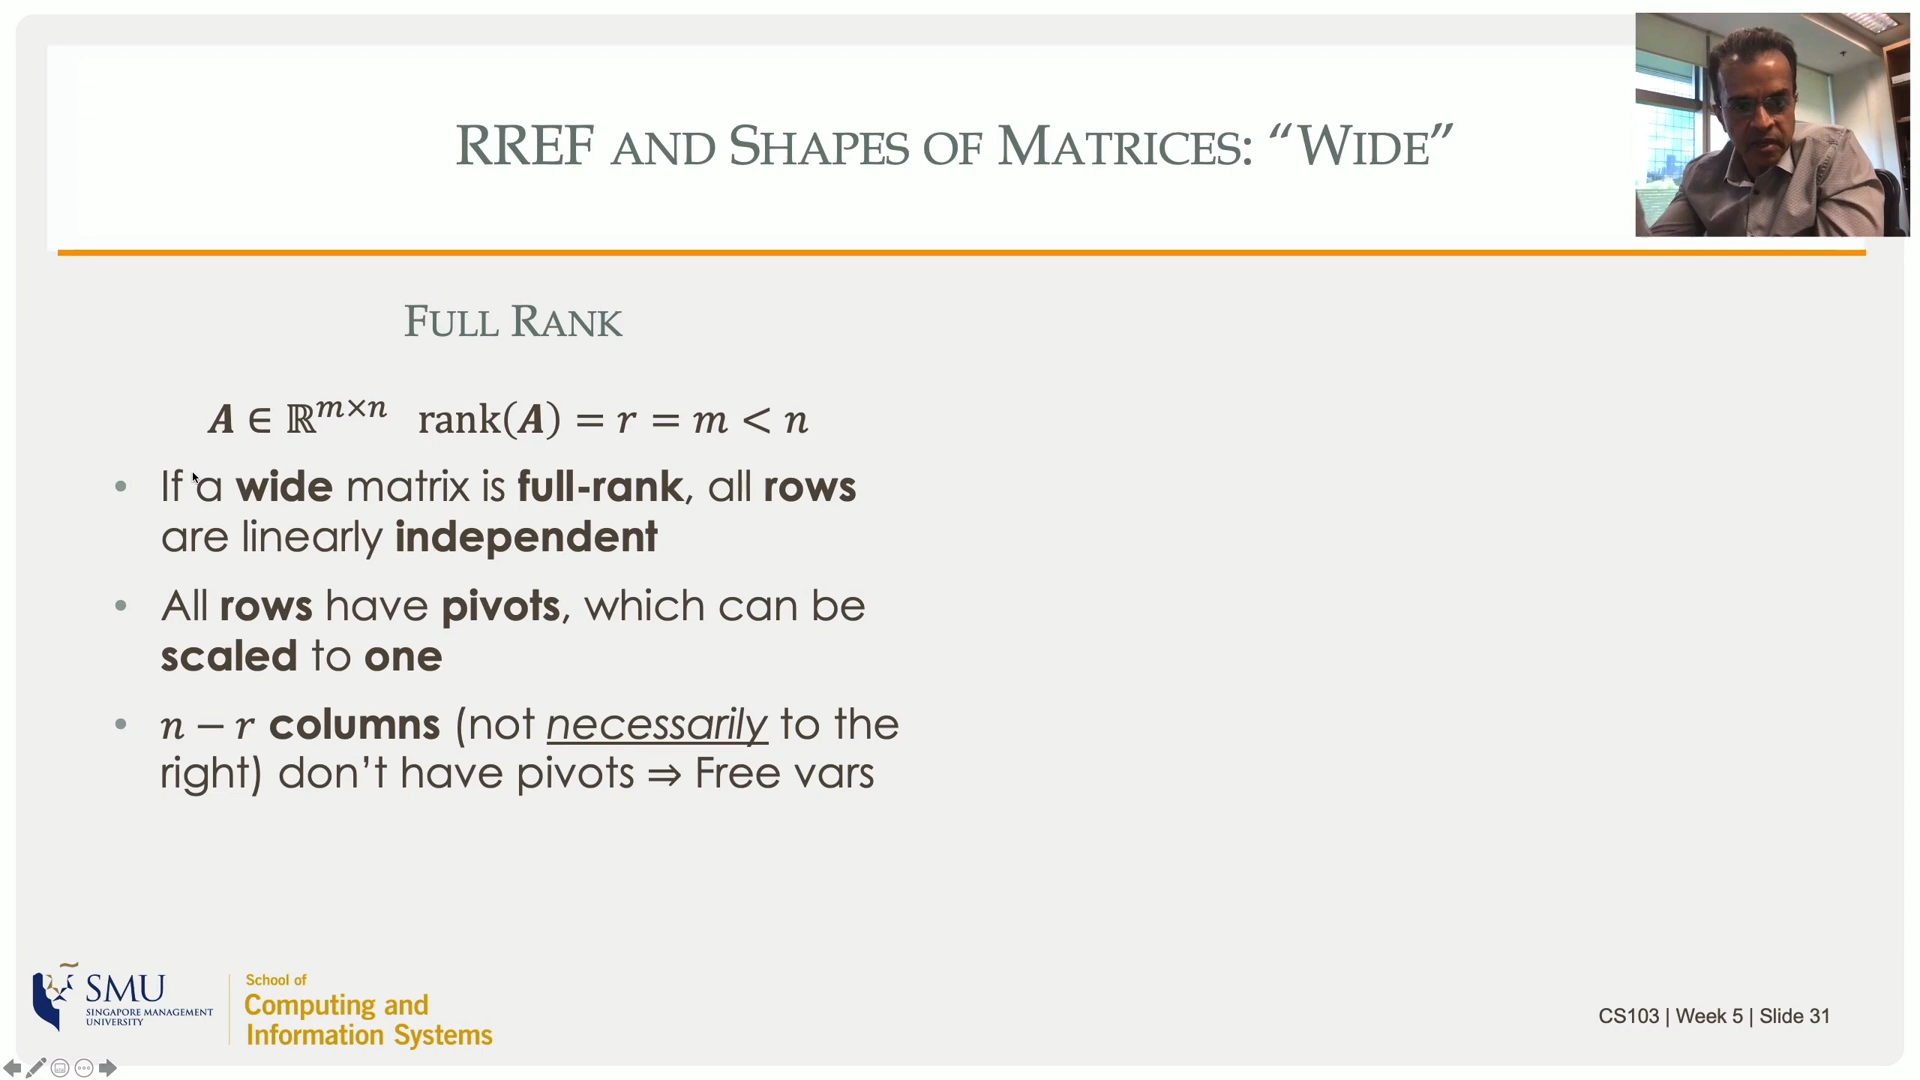 RREF AND SHAPES OF MATRICES: “WIDE”
FULL RANK
A ∈ ℝ^{m×n} rank(A) = r = m < n
• If a wide matrix is full-rank, all rows
are linearly independent
• All rows have pivots, which can be
scaled to one
• n − r columns (not necessarily to the
right) don’t have pivots ⇒ Free vars
SMU
SINGAPORE MANAGEMENT
UNIVERSITY
School of
Computing and
Information Systems
CS103 | Week 5 | Slide 31